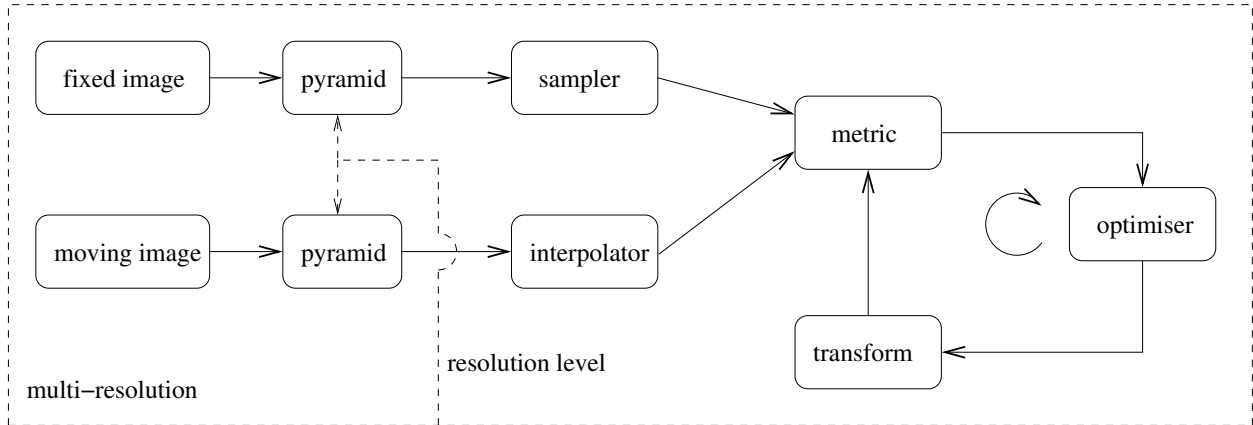 fixed image
pyramid
sampler
metric
moving image
pyramid
interpolator
optimiser
transform
resolution level
multi−resolution